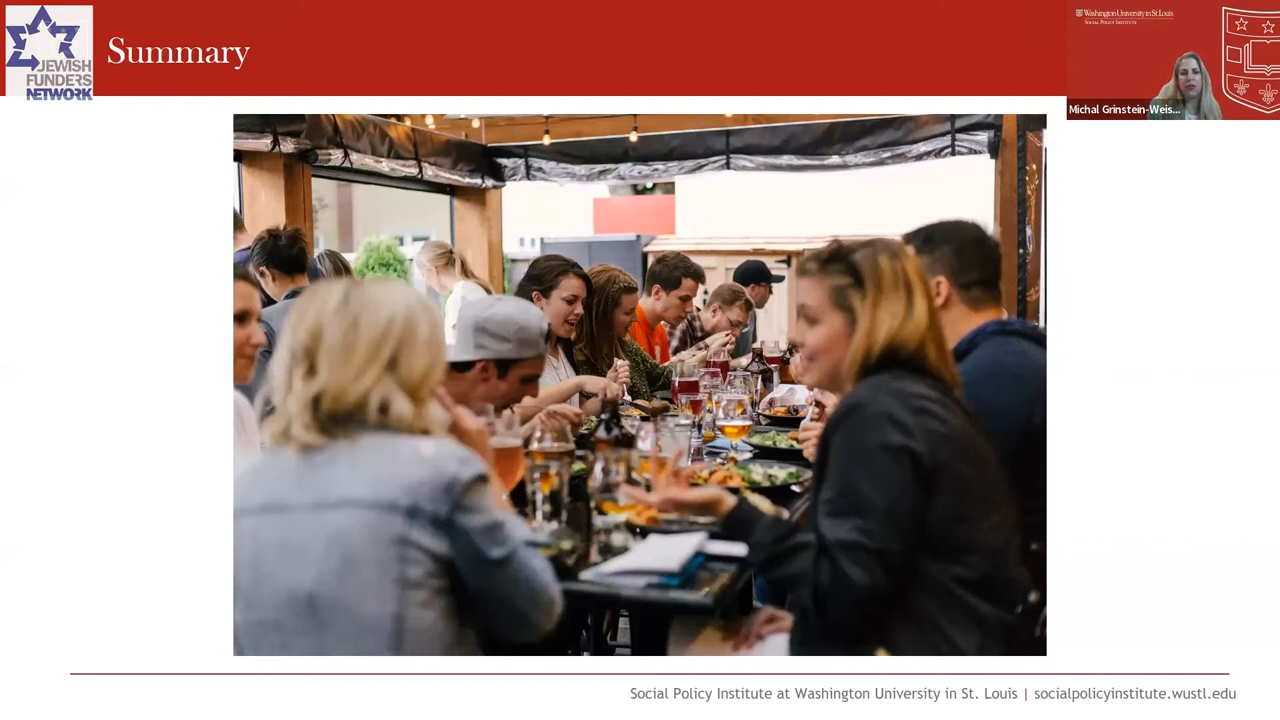 JEWISH
FUNDERS
NETWORK
Summary
Washington University in St. Louis
SOCIAL POLICY INSTITUTE
Michal Grinstein-Weis...
Social Policy Institute at Washington University in St. Louis | socialpolicyinstitute.wustl.edu